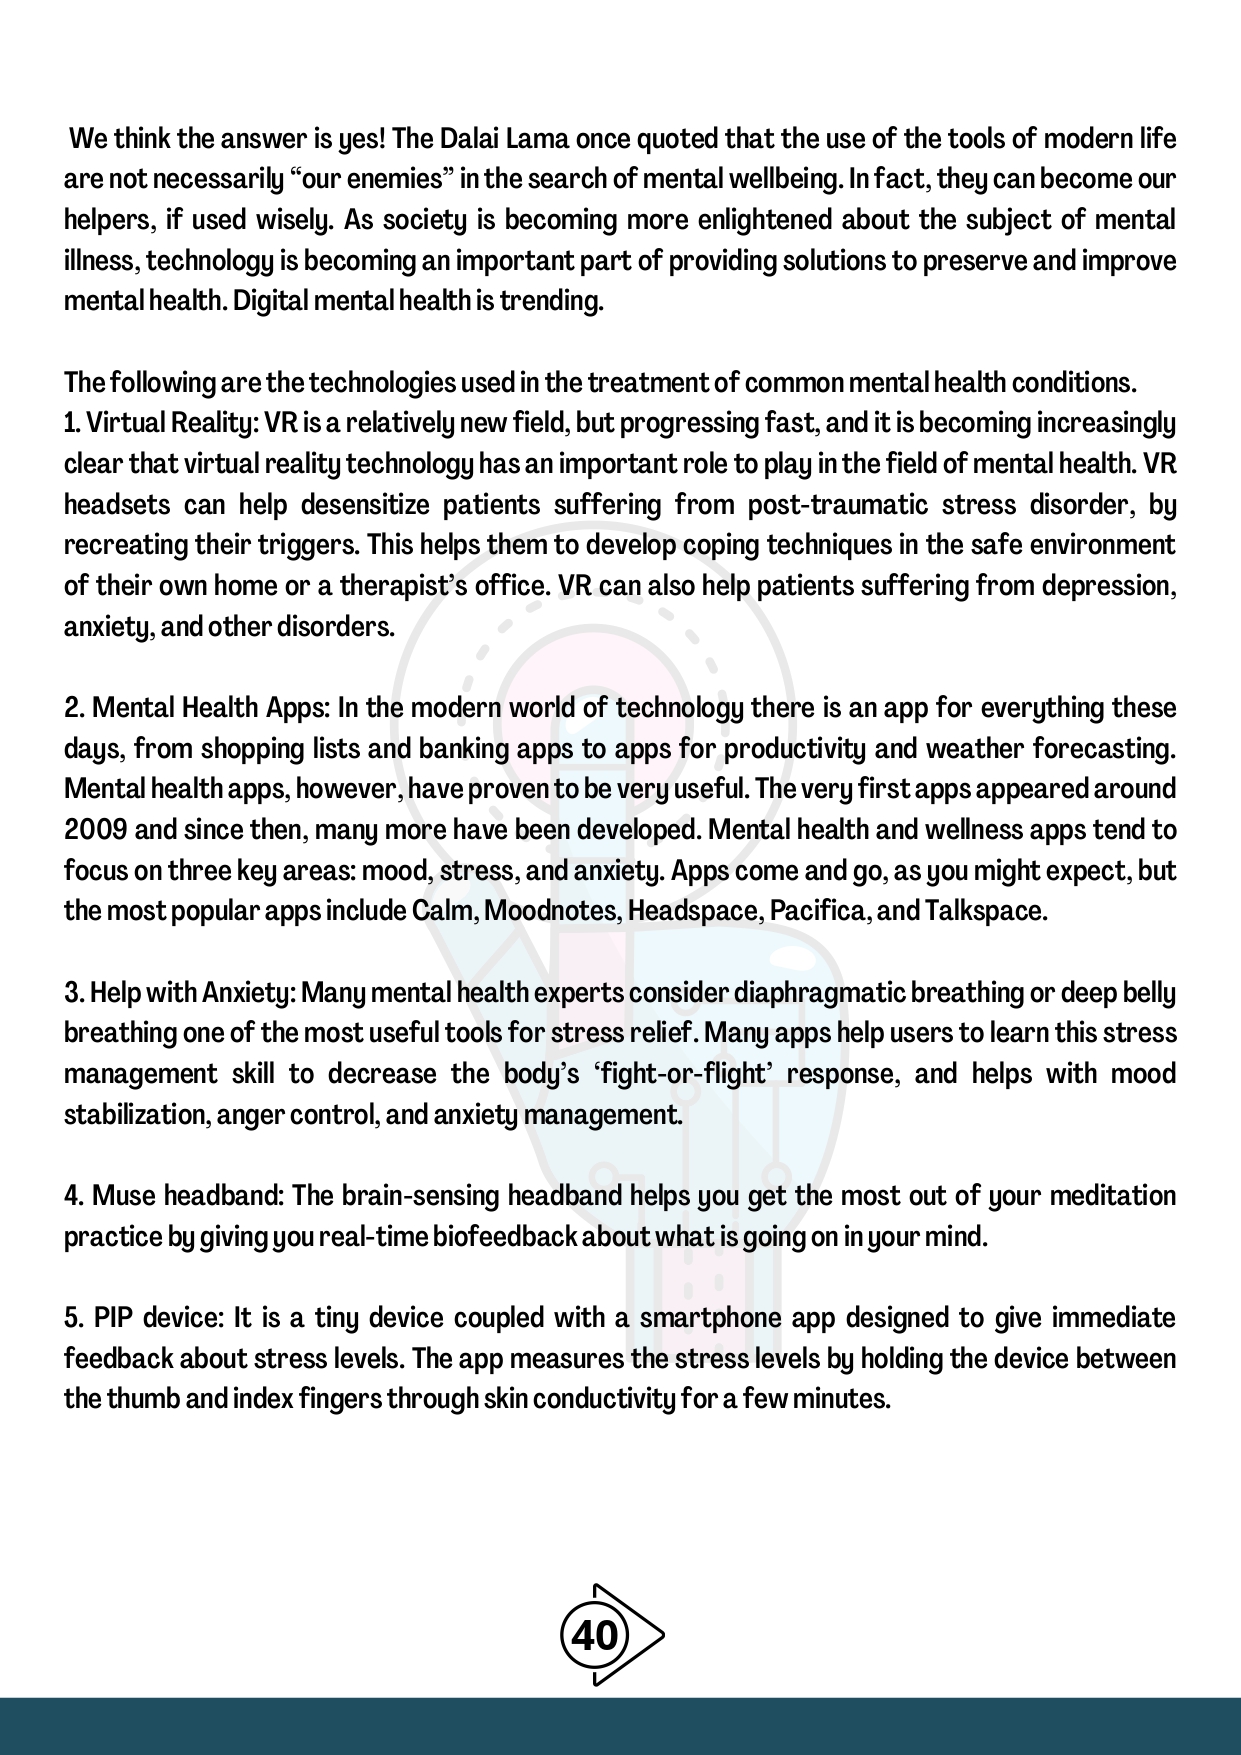 We think the answer is yes! The Dalai Lama once quoted that the use of the tools of modern life
are not necessarily “our enemies” in the search of mental wellbeing. In fact, they can become our
helpers, if used wisely. As society is becoming more enlightened about the subject of mental
illness, technology is becoming an important part of providing solutions to preserve and improve
mental health. Digital mental health is trending.
The following are the technologies used in the treatment of common mental health conditions.
1. Virtual Reality: VR is a relatively new field, but progressing fast, and it is becoming increasingly
clear that virtual reality technology has an important role to play in the field of mental health. VR
headsets can help desensitize patients suffering from post-traumatic stress disorder, by
recreating their triggers. This helps them to develop coping techniques in the safe environment
of their own home or a therapist’s office. VR can also help patients suffering from depression,
anxiety, and other disorders.
2. Mental Health Apps: In the modern world of technology there is an app for everything these
days, from shopping lists and banking apps to apps for productivity and weather forecasting.
Mental health apps, however, have proven to be very useful. The very first apps appeared around
2009 and since then, many more have been developed. Mental health and wellness apps tend to
focus on three key areas: mood, stress, and anxiety. Apps come and go, as you might expect, but
the most popular apps include Calm, Moodnotes, Headspace, Pacifica, and Talkspace.
3. Help with Anxiety: Many mental health experts consider diaphragmatic breathing or deep belly
breathing one of the most useful tools for stress relief. Many apps help users to learn this stress
management skill to decrease the body’s ‘fight-or-flight’ response, and helps with mood
stabilization, anger control, and anxiety management.
4. Muse headband: The brain-sensing headband helps you get the most out of your meditation
practice by giving you real-time biofeedback about what is going on in your mind.
5. PIP device: It is a tiny device coupled with a smartphone app designed to give immediate
feedback about stress levels. The app measures the stress levels by holding the device between
the thumb and index fingers through skin conductivity for a few minutes.
40